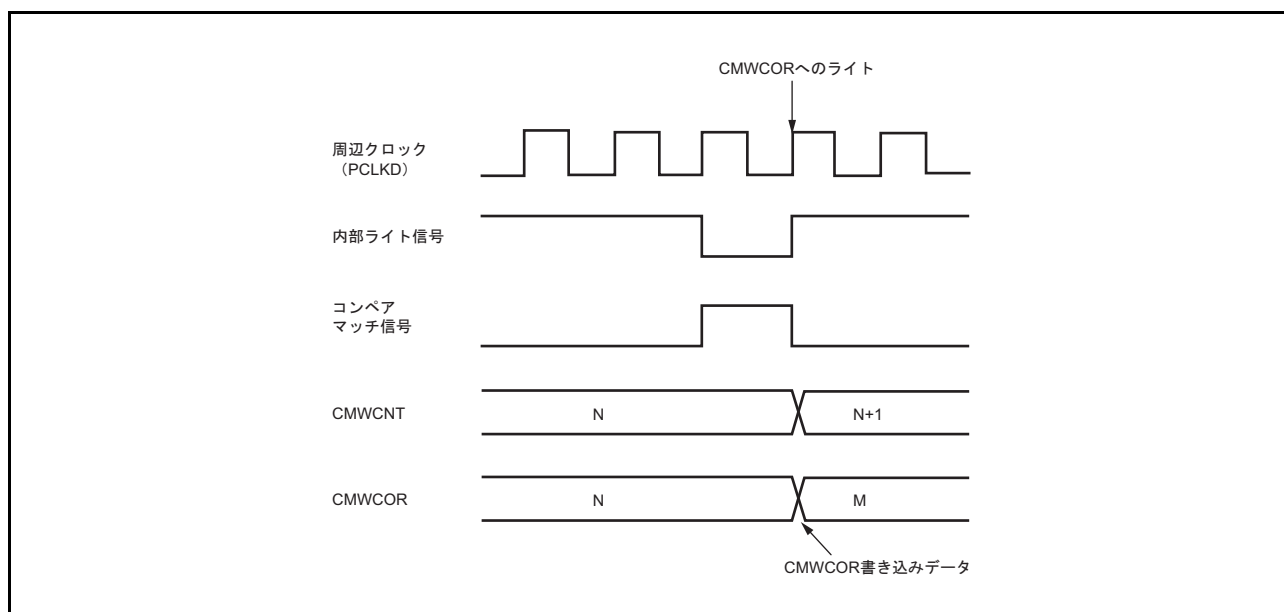 CMWCORへのライト
周辺クロック
(PCLKD)
内部ライト信号
コンペア
マッチ信号
CMWCNT
N
N+1
CMWCOR
N
M
CMWCOR書き込みデータ